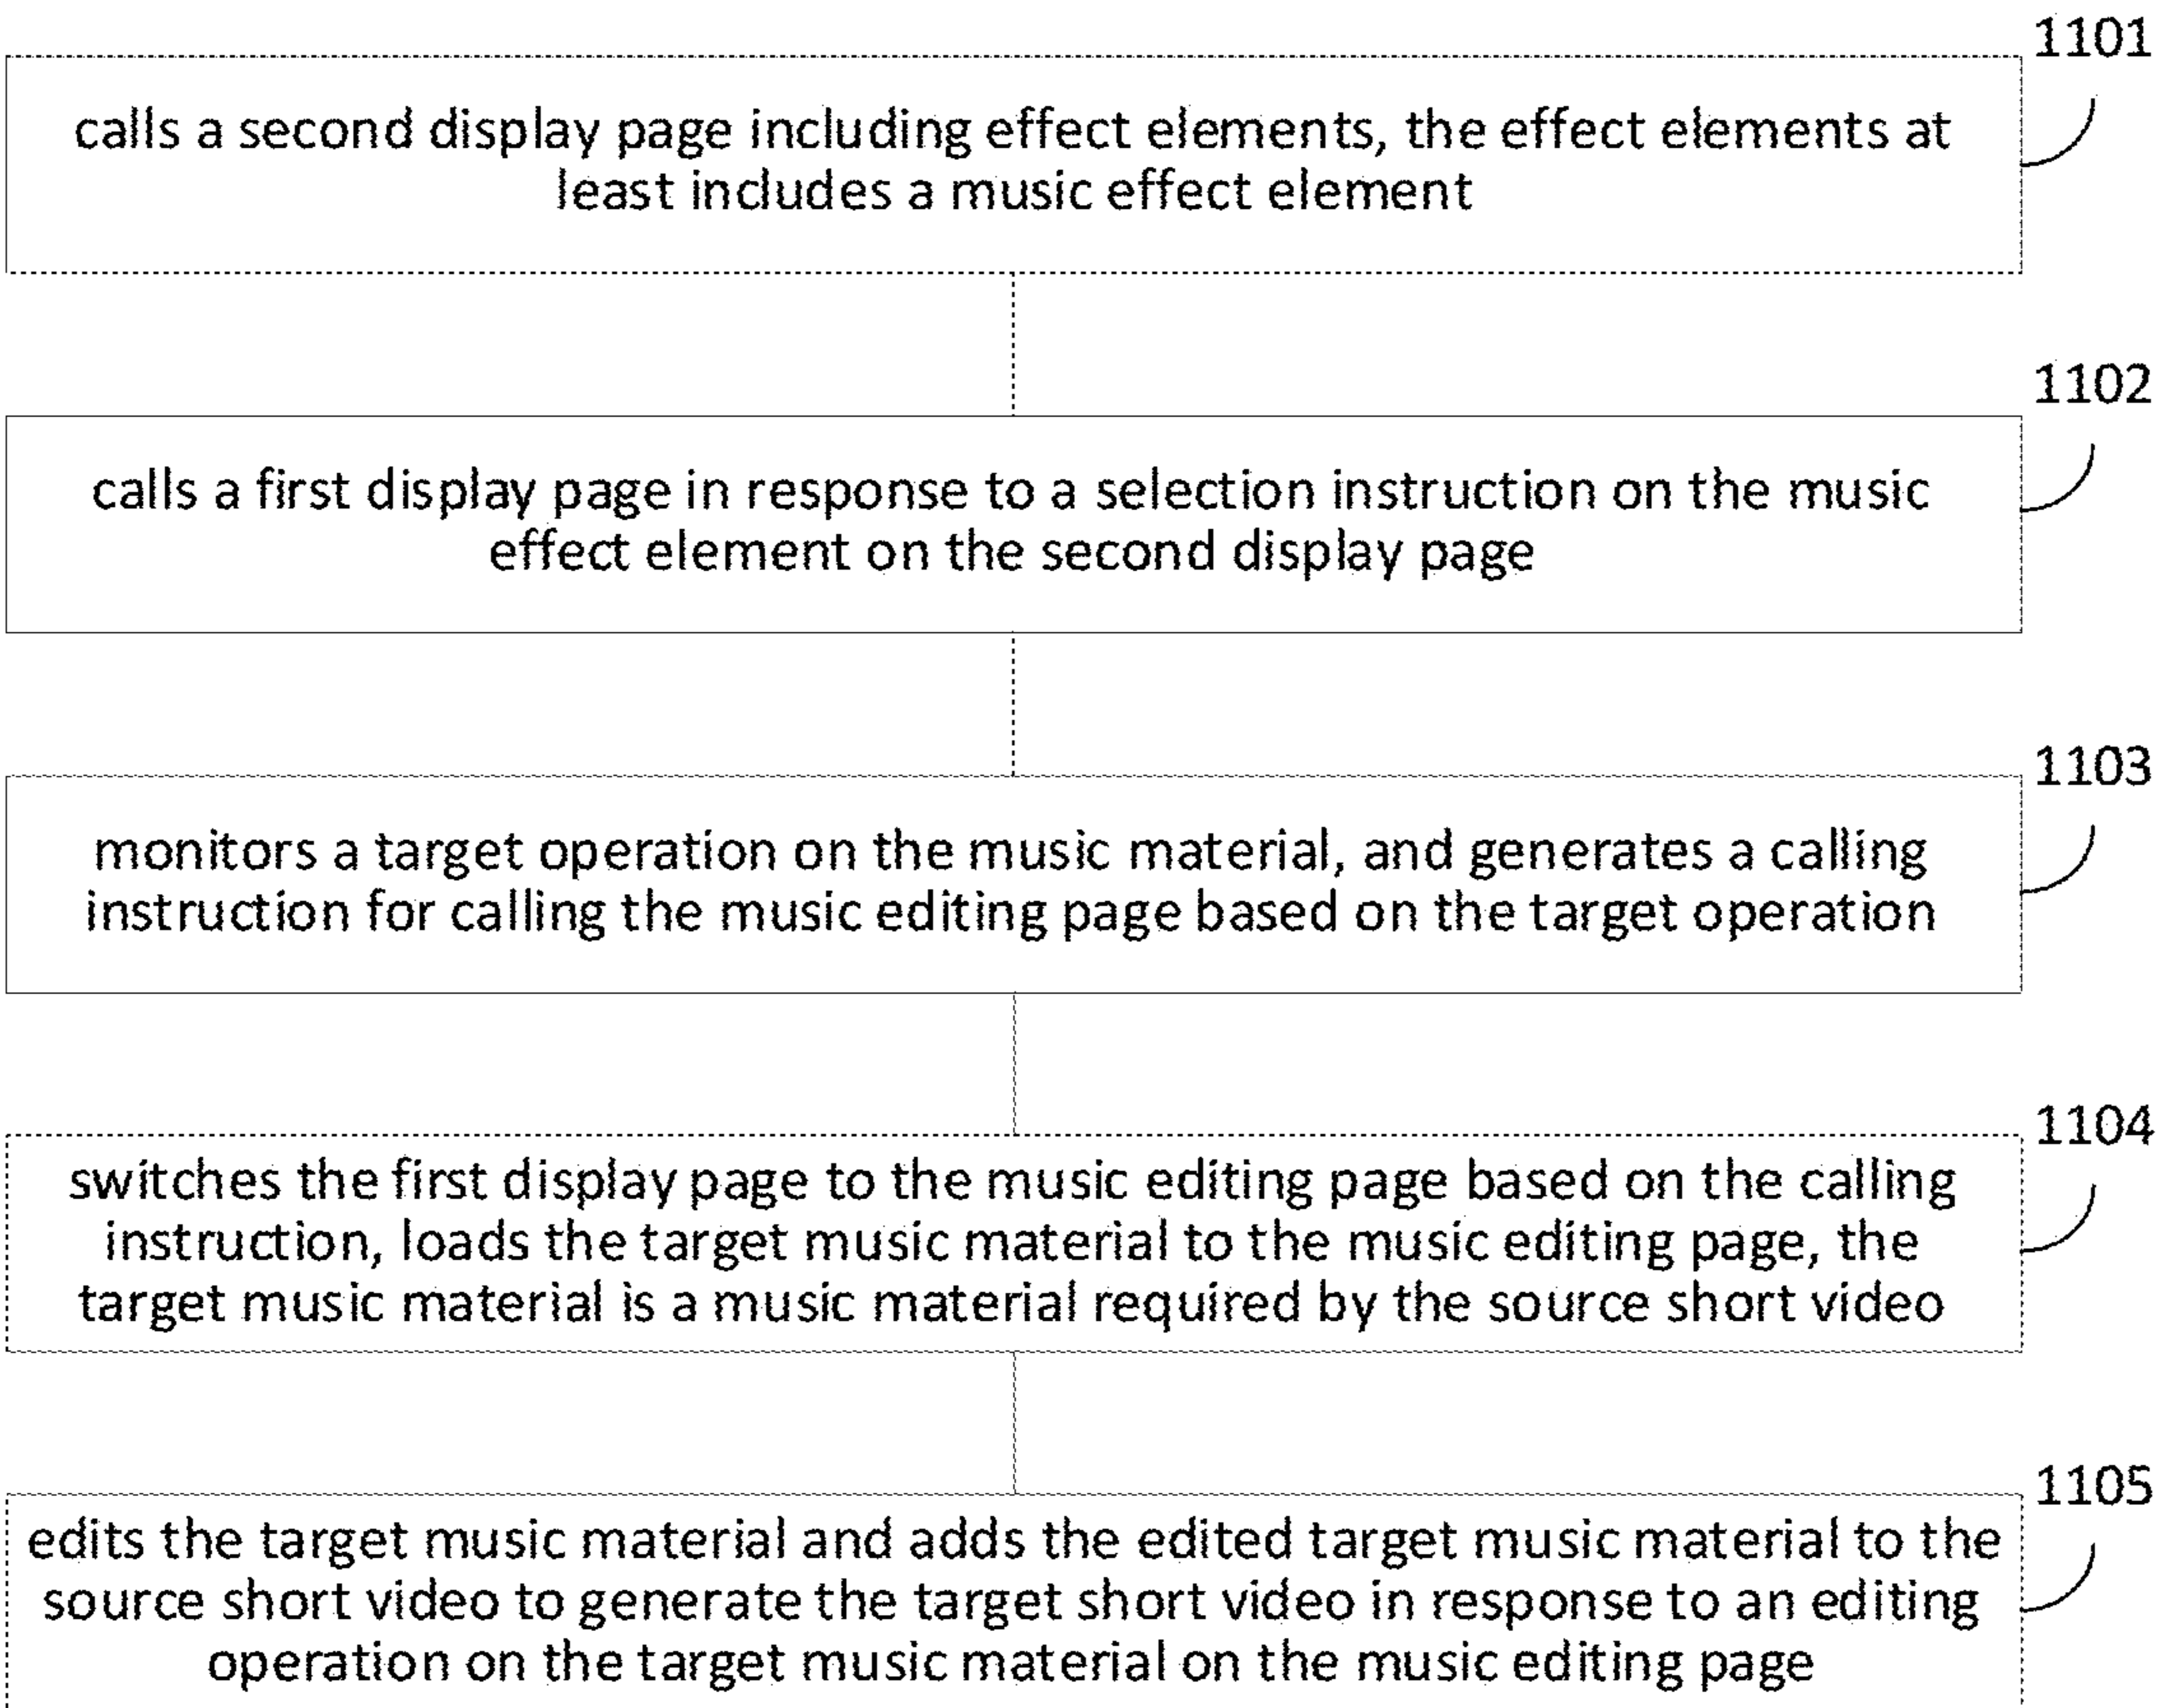 1101
calls a second display page including effect elements, the effect elements at
least includes a music effect element
1102
calls a first display page in response to a selection instruction on the music
effect element on the second display page
1103
monitors a target operation on the music material, and generates a calling
instruction for calling the music editing page based on the target operation
1104
switches the first display page to the music editing page based on the calling
instruction, loads the target music material to the music editing page, the
target music material is a music material required by the source short video
1105
edits the target music material and adds the edited target music material to the
source short video to generate the target short video in response to an editing
operation on the target music material on the music editing page